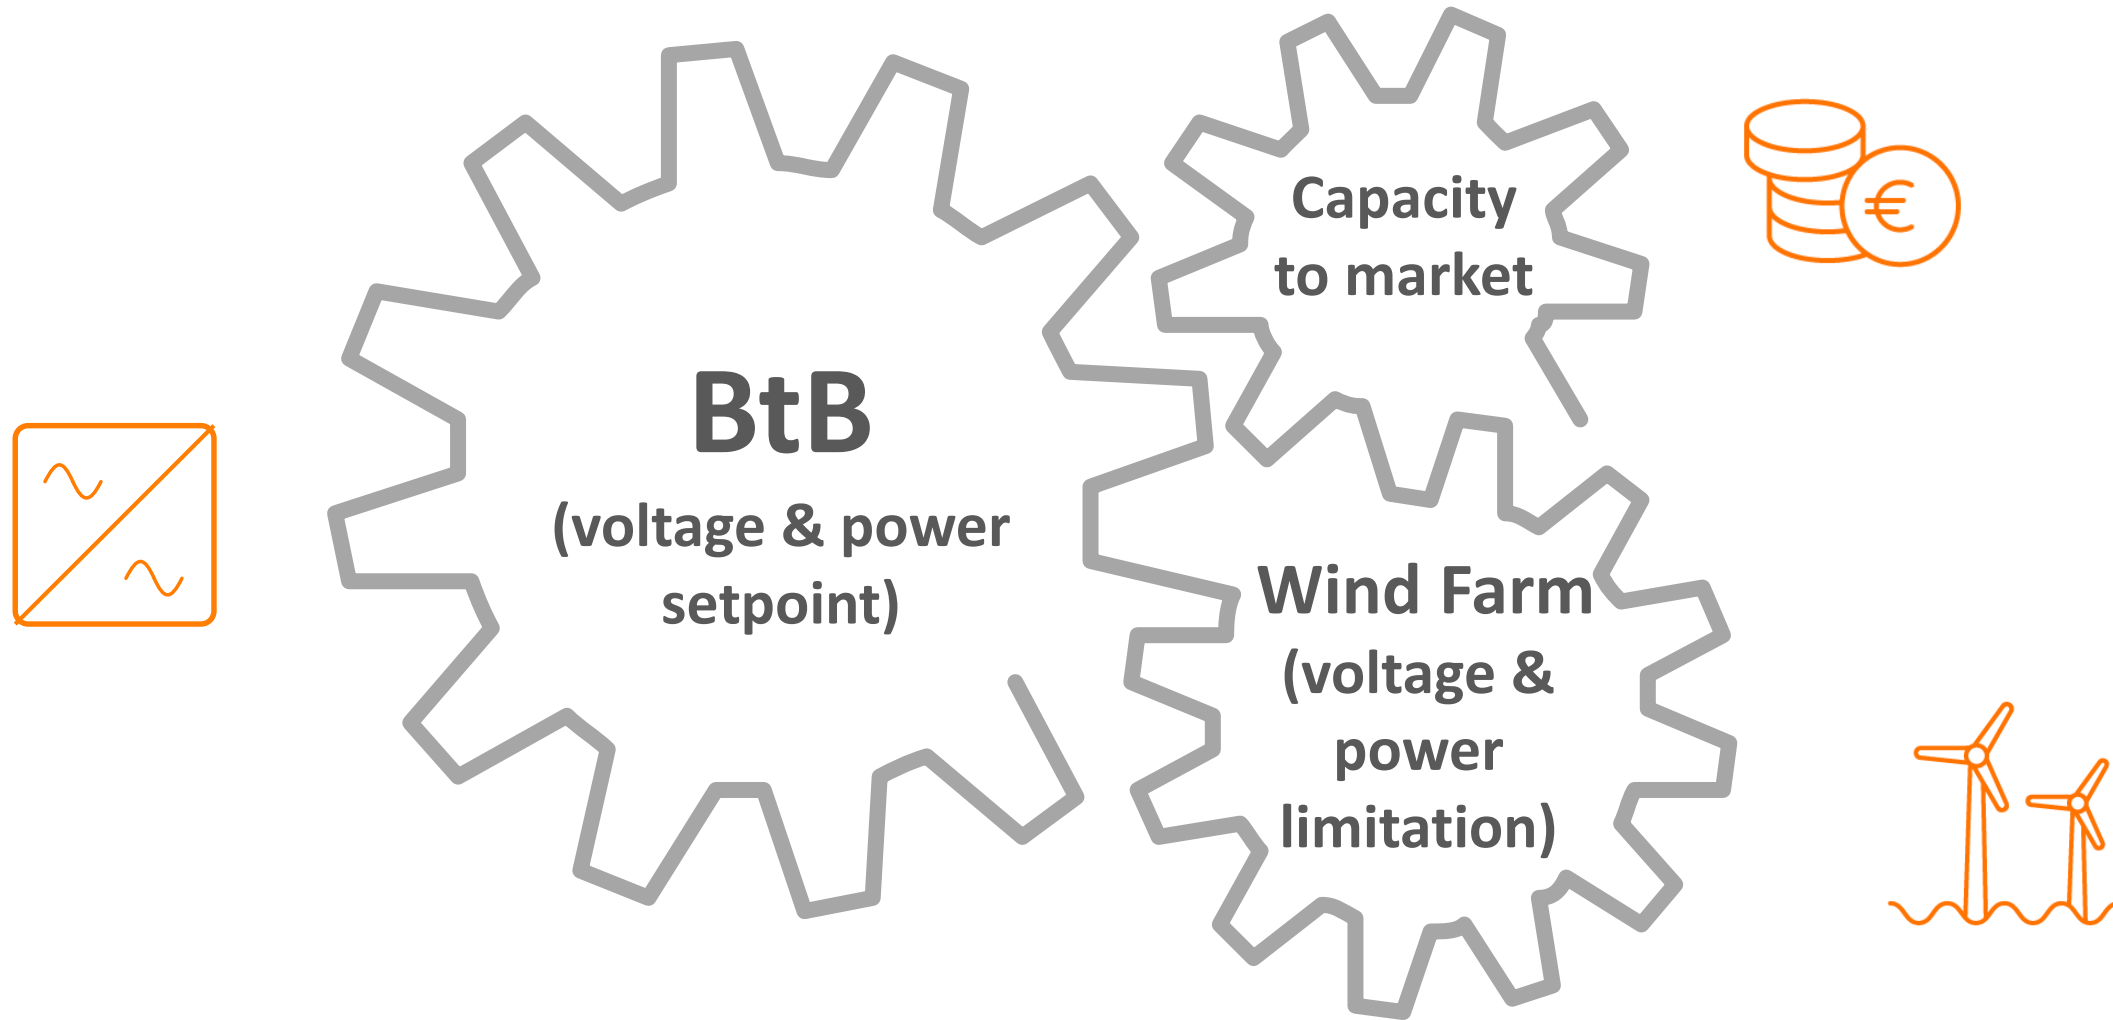 BtB
(voltage & power
setpoint)
Capacity
to market
€
Wind Farm
(voltage &
power
limitation)